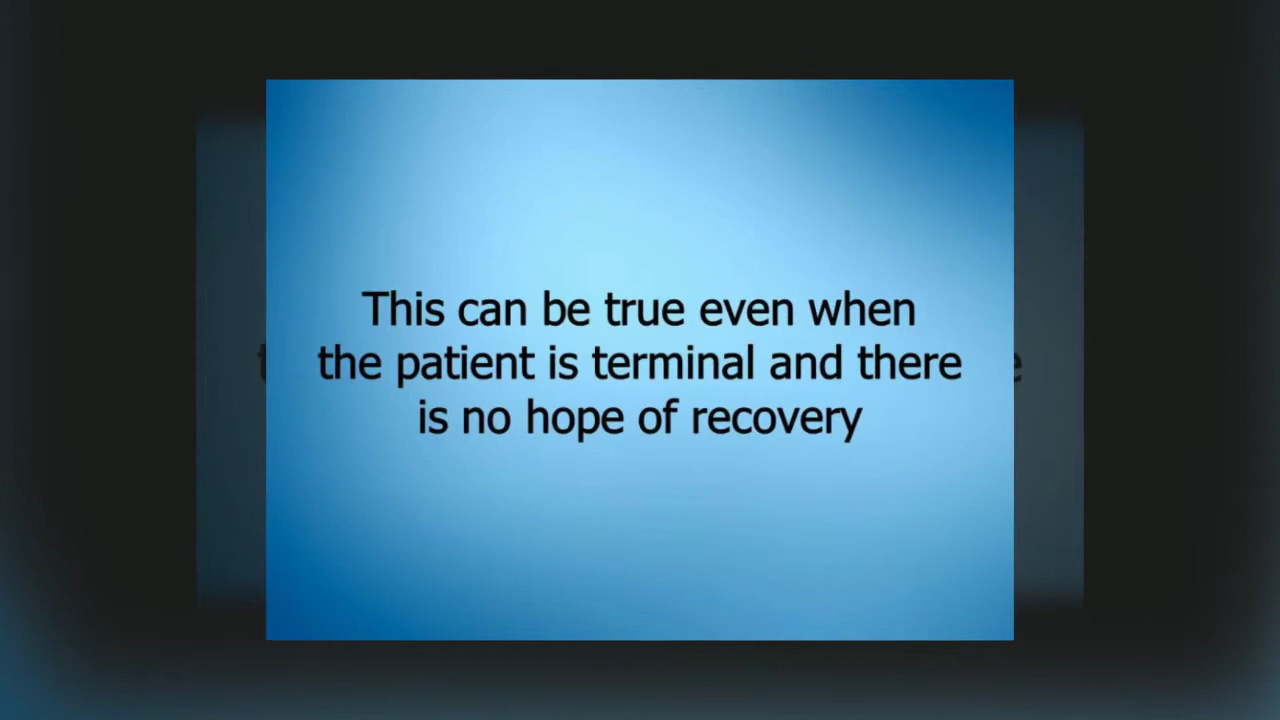 This can be true even when
the patient is terminal and there
is no hope of recovery